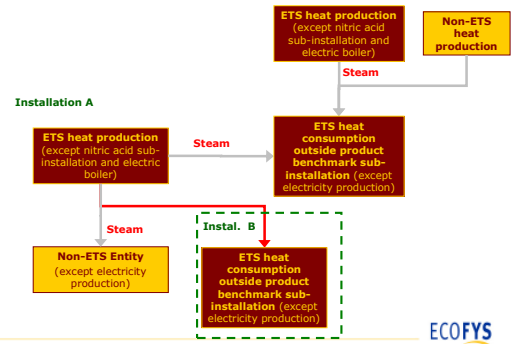 ETS heat production
(except nitric acid
sub-installation and
electric boiler)
Non-ETS
heat
production
Steam
Installation A
ETS heat production
(except nitric acid sub-
installation and electric
boiler)
Steam
ETS heat
consumption
outside product
benchmark sub-
installation (except
electricity production)
Steam
Instal. B
Non-ETS Entity
(except electricity
production)
ETS heat
consumption
outside product
benchmark sub-
installation (except
electricity production)
ECOFYS